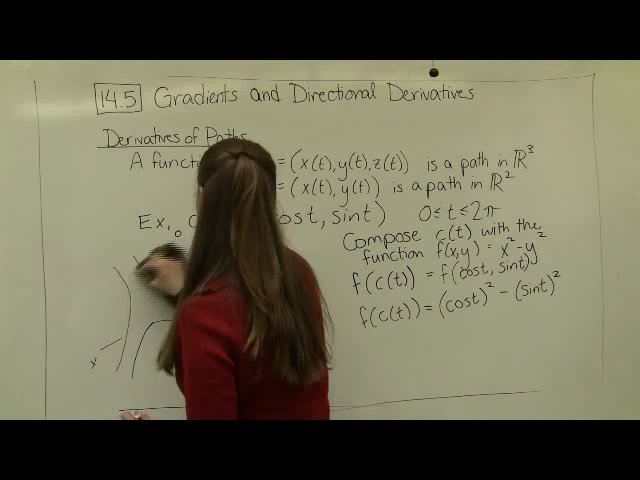 14.5 Gradients and Directional Derivatives
Derivatives of Paths
A = (x(t), y(t), z(t)) is a path in ℝ³
= (x(t), y(t)) is a path in ℝ²
Ex, cost, sint) 0 ≤ t ≤ 2π
Compose c(t) with the
function f(x,y) = x² - y²
f(c(t)) = f(cost, sint)
f(c(t)) = (cost)² - (sint)²
x